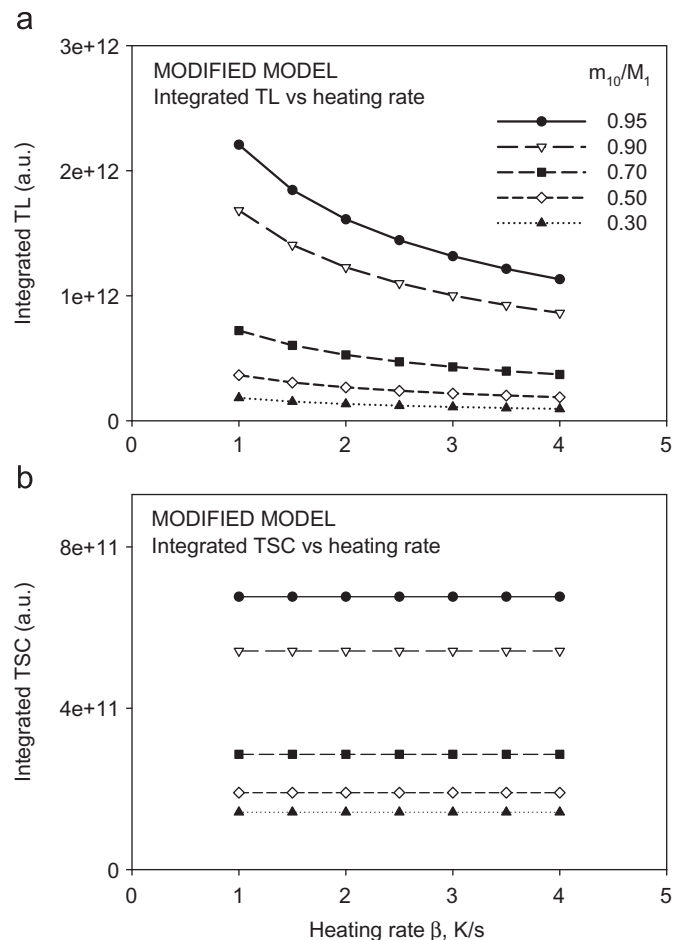 a
3e+12
2e+12
1e+12
0
Integrated TL (a.u.)
MODIFIED MODEL
Integrated TL vs heating rate
m10/M1
0.95
0.90
0.70
0.50
0.30
0 1 2 3 4 5
b
8e+11
4e+11
0
Integrated TSC (a.u.)
MODIFIED MODEL
Integrated TSC vs heating rate
0 1 2 3 4 5
Heating rate β, K/s